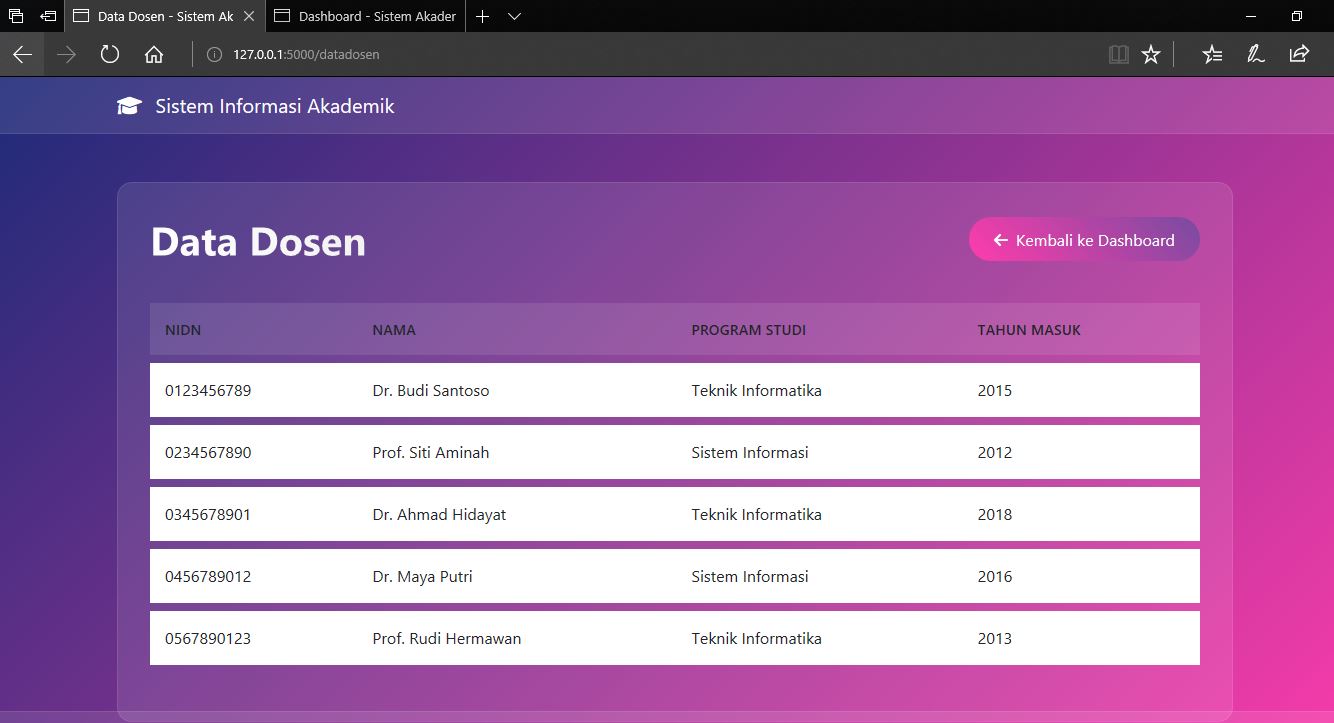 Data Dosen - Sistem Ak Dashboard - Sistem Akader
127.0.0.1:5000/datadosen
Sistem Informasi Akademik
Data Dosen
Kembali ke Dashboard
NIDN NAMA PROGRAM STUDI TAHUN MASUK
0123456789 Dr. Budi Santoso Teknik Informatika 2015
0234567890 Prof. Siti Aminah Sistem Informasi 2012
0345678901 Dr. Ahmad Hidayat Teknik Informatika 2018
0456789012 Dr. Maya Putri Sistem Informasi 2016
0567890123 Prof. Rudi Hermawan Teknik Informatika 2013